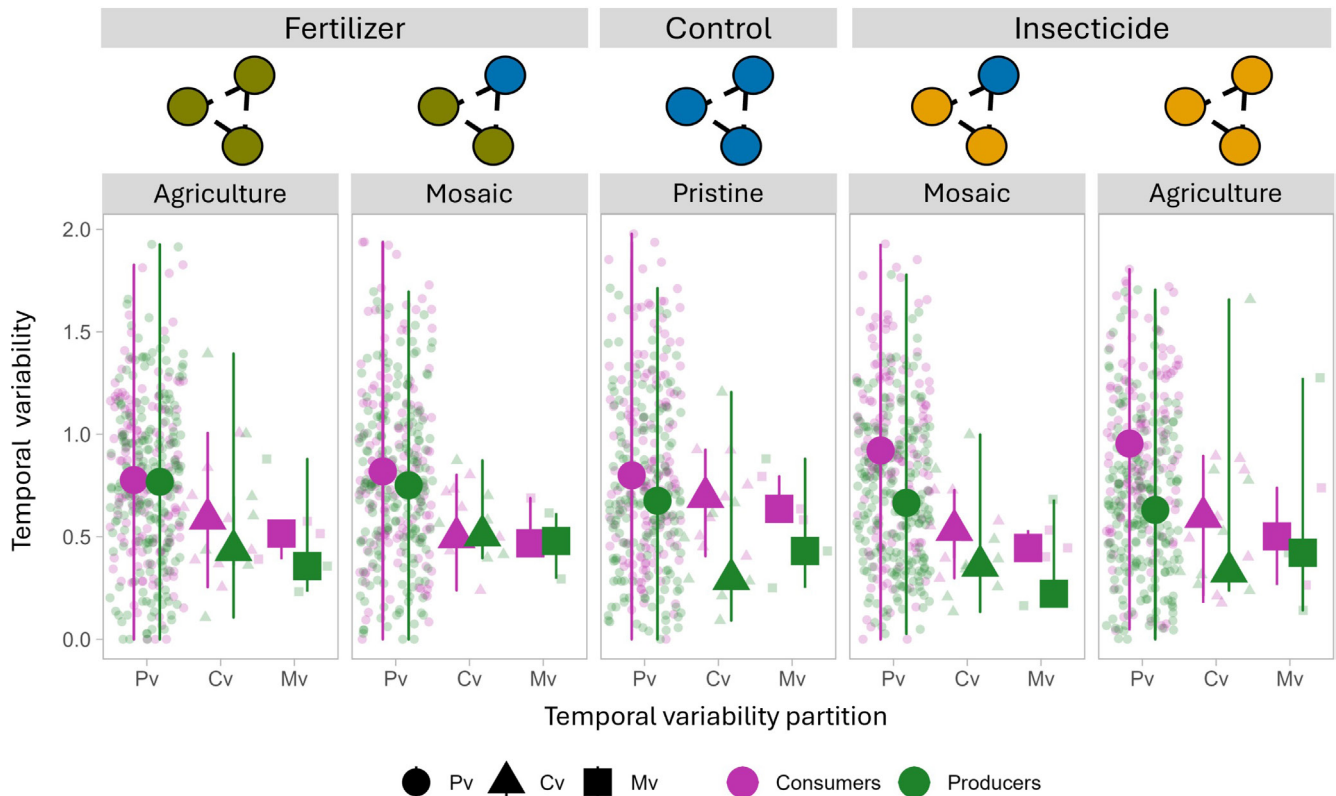 Fertilizer Control Insecticide
Agriculture Mosaic Pristine Mosaic Agriculture
Temporal variability
2.0
1.5
1.0
0.5
0.0
Pv Cv Mv Pv Cv Mv Pv Cv Mv Pv Cv Mv Pv Cv Mv
Temporal variability partition
Pv Cv Mv Consumers Producers